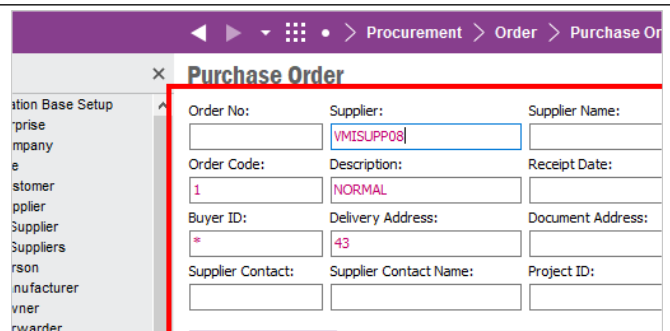 • > Procurement > Order > Purchase Or
× Purchase Order
ation Base Setup
rprise
mpany
e
stomer
pplier
Supplier
Suppliers
rson
nufacturer
wner
rwarder
Order No: Supplier: Supplier Name:
VMISUPP08
Order Code: Description: Receipt Date:
1 NORMAL
Buyer ID: Delivery Address: Document Address:
* 43
Supplier Contact: Supplier Contact Name: Project ID: